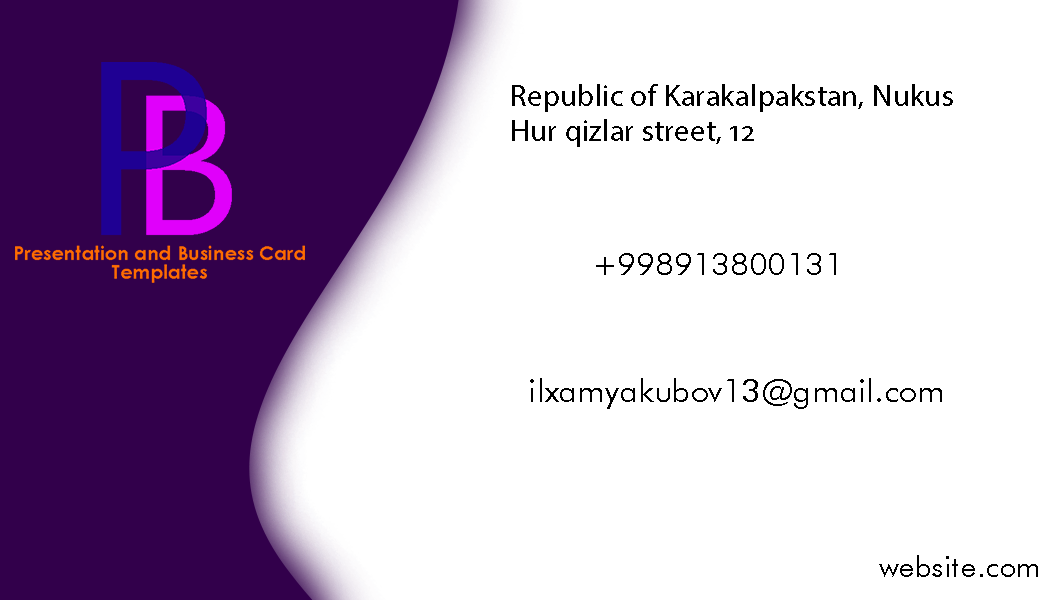 PB
Presentation and Business Card
Templates
Republic of Karakalpakstan, Nukus
Hur qizlar street, 12
+998913800131
ilxamyakubov13@gmail.com
website.com